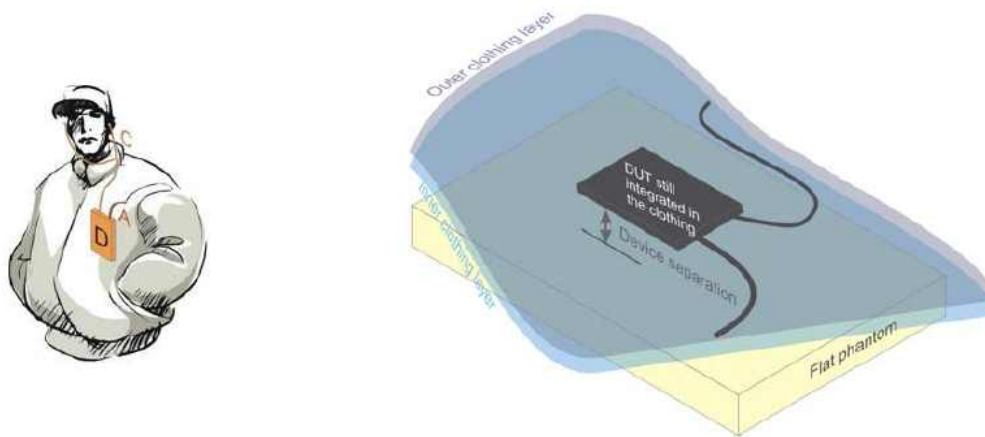 C
A
D
Outer clothing layer
Inner clothing layer
DUT still
integrated in
the clothing
Device separation
Flat phantom